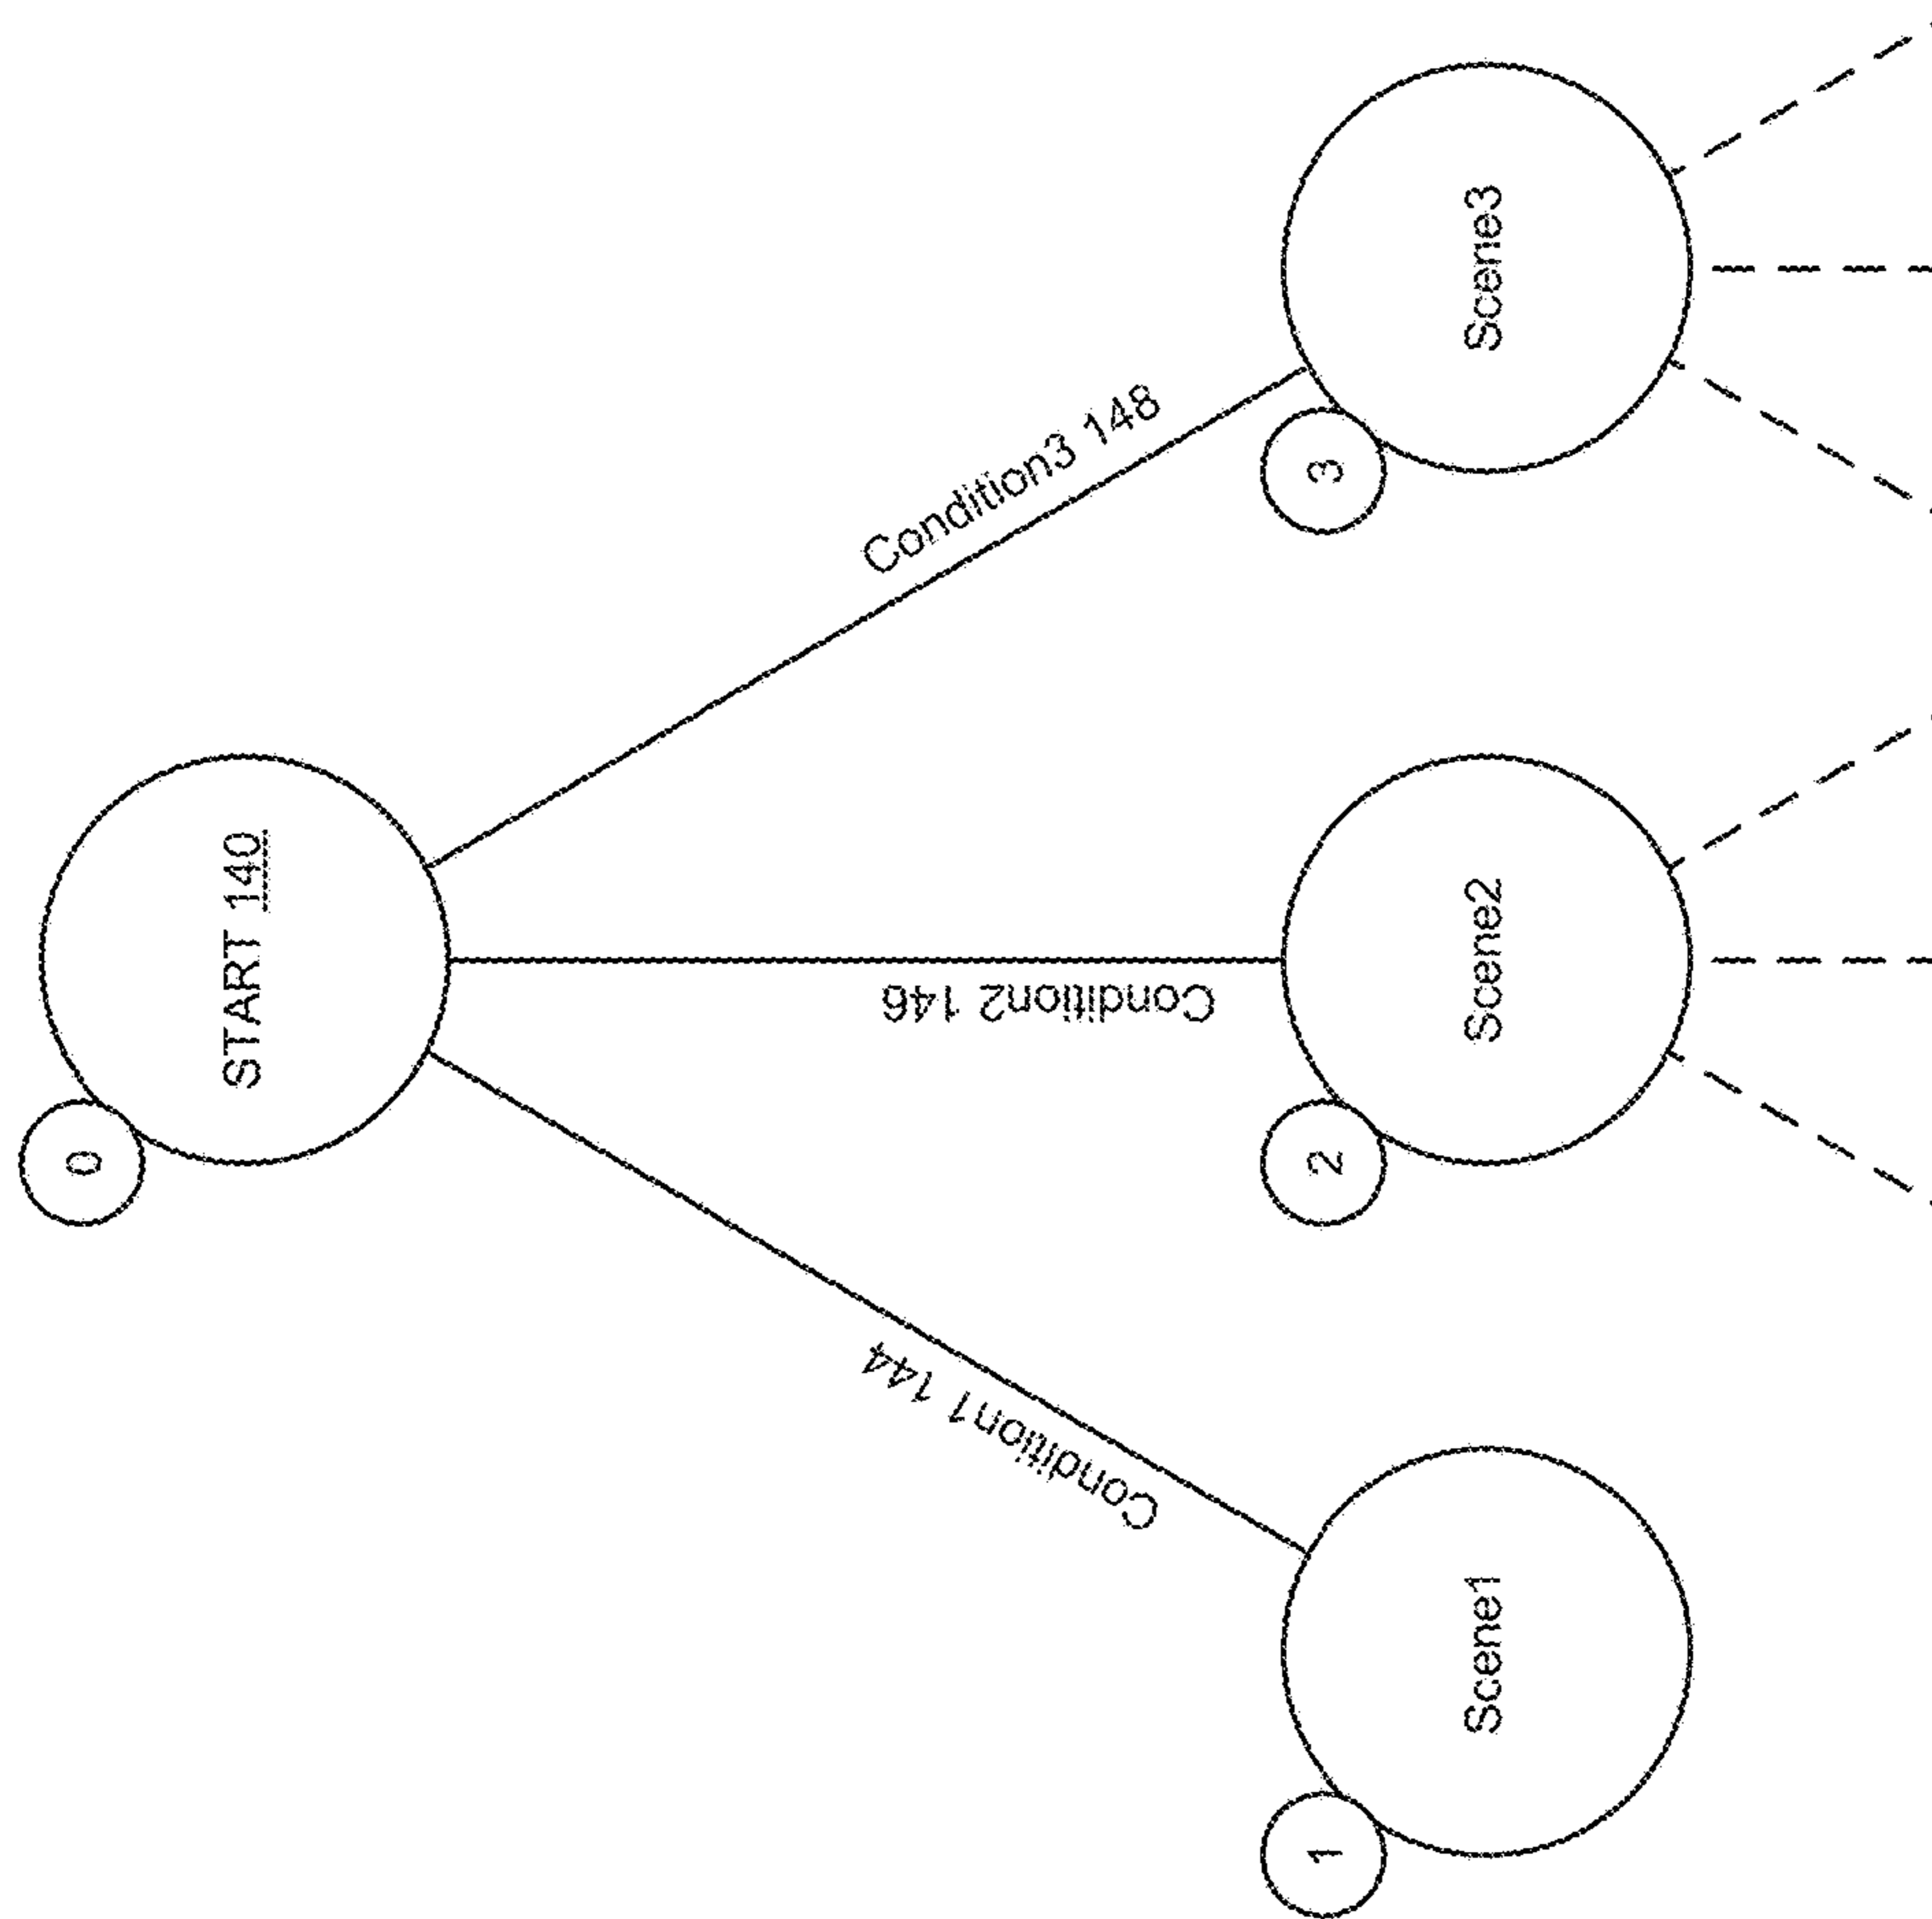 0
START 140
Condition1 144
Condition2 146
Condition3 148
1
Scene1
2
Scene2
3
Scene3